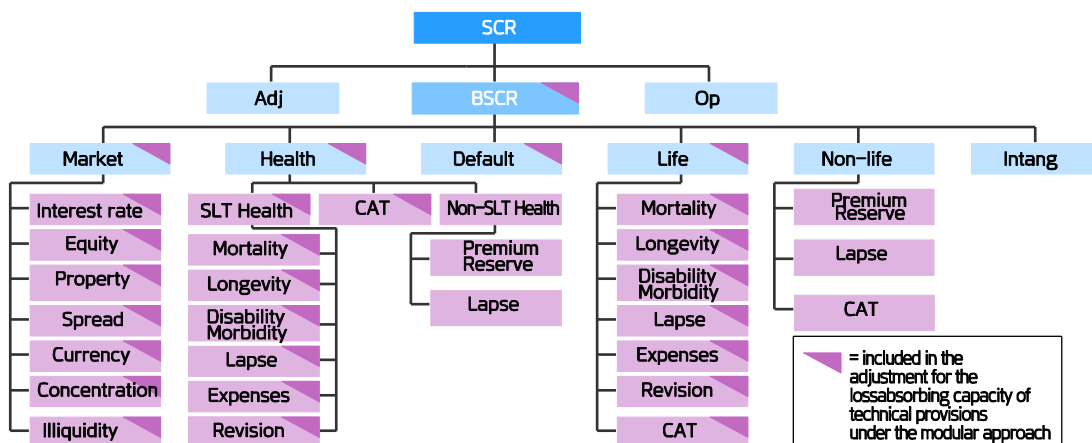 SCR
Adj
BSCR
Op
Market
Health
Default
Life
Non-life
Intang
Interest rate
Equity
Property
Spread
Currency
Concentration
Illiquidity
SLT Health
CAT
Non-SLT Health
Mortality
Longevity
Disability
Morbidity
Lapse
Expenses
Revision
Premium
Reserve
Lapse
Mortality
Longevity
Disability
Morbidity
Lapse
Expenses
Revision
CAT
Premium
Reserve
Lapse
CAT
= included in the
adjustment for the
lossabsorbing capacity of
technical provisions
under the modular approach